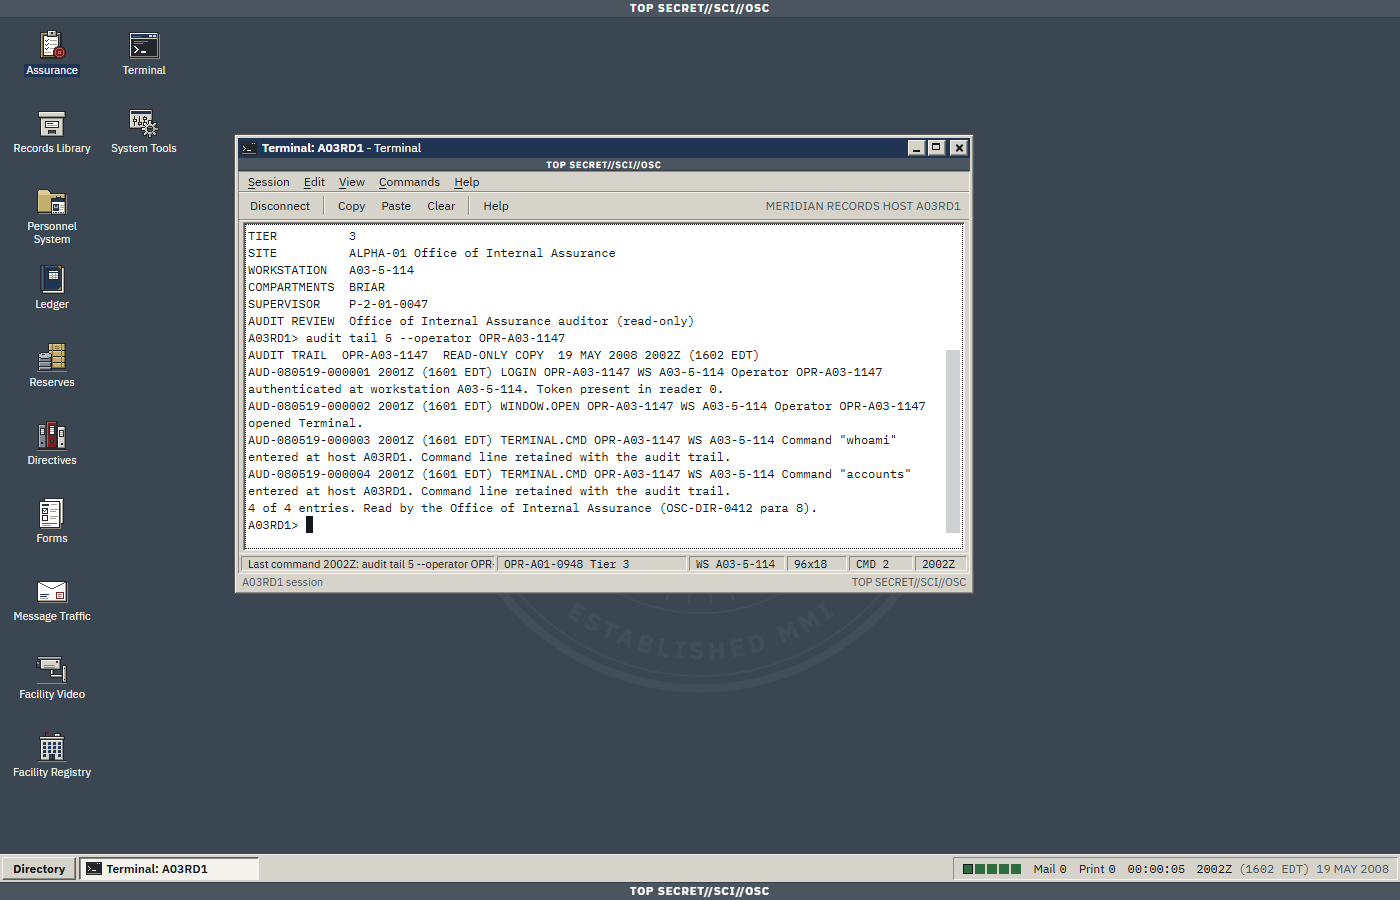 TOP SECRET//SCI//OSC
Assurance
Terminal
Records Library
System Tools
Personnel
System
Ledger
Reserves
Directives
Forms
Message Traffic
Facility Video
Facility Registry
Terminal: A03RD1 - Terminal
TOP SECRET//SCI//OSC
Session Edit View Commands Help
Disconnect Copy Paste Clear Help MERIDIAN RECORDS HOST A03RD1
TIER 3
SITE ALPHA-01 Office of Internal Assurance
WORKSTATION A03-5-114
COMPARTMENTS BRIAR
SUPERVISOR P-2-01-0047
AUDIT REVIEW Office of Internal Assurance auditor (read-only)
A03RD1> audit tail 5 --operator OPR-A03-1147
AUDIT TRAIL OPR-A03-1147 READ-ONLY COPY 19 MAY 2008 2002Z (1602 EDT)
AUD-080519-000001 2001Z (1601 EDT) LOGIN OPR-A03-1147 WS A03-5-114 Operator OPR-A03-1147
authenticated at workstation A03-5-114. Token present in reader 0.
AUD-080519-000002 2001Z (1601 EDT) WINDOW.OPEN OPR-A03-1147 WS A03-5-114 Operator OPR-A03-1147
opened Terminal.
AUD-080519-000003 2001Z (1601 EDT) TERMINAL.CMD OPR-A03-1147 WS A03-5-114 Command "whoami"
entered at host A03RD1. Command line retained with the audit trail.
AUD-080519-000004 2001Z (1601 EDT) TERMINAL.CMD OPR-A03-1147 WS A03-5-114 Command "accounts"
entered at host A03RD1. Command line retained with the audit trail.
4 of 4 entries. Read by the Office of Internal Assurance (OSC-DIR-0412 para 8).
A03RD1>
Last command 2002Z: audit tail 5 --operator OPR- OPR-A01-0948 Tier 3 WS A03-5-114 96x18 CMD 2 2002Z
A03RD1 session TOP SECRET//SCI//OSC
ESTABLISHED MMI
Directory Terminal: A03RD1 Mail 0 Print 0 00:00:05 2002Z (1602 EDT) 19 MAY 2008
TOP SECRET//SCI//OSC